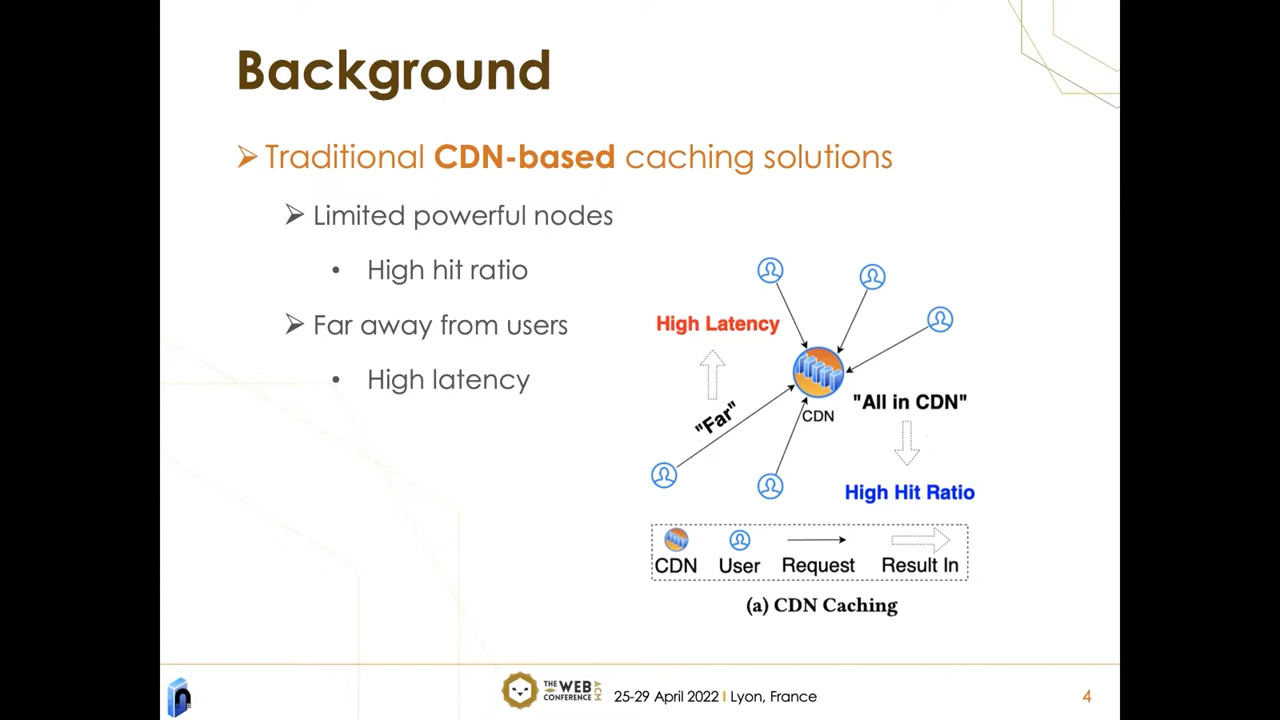 Background
Traditional CDN-based caching solutions
Limited powerful nodes
• High hit ratio
Far away from users
• High latency
High Latency
"Far"
CDN
"All in CDN"
High Hit Ratio
CDN User Request Result In
(a) CDN Caching
THE WEB CONFERENCE ACM
25-29 April 2022 I Lyon, France
4